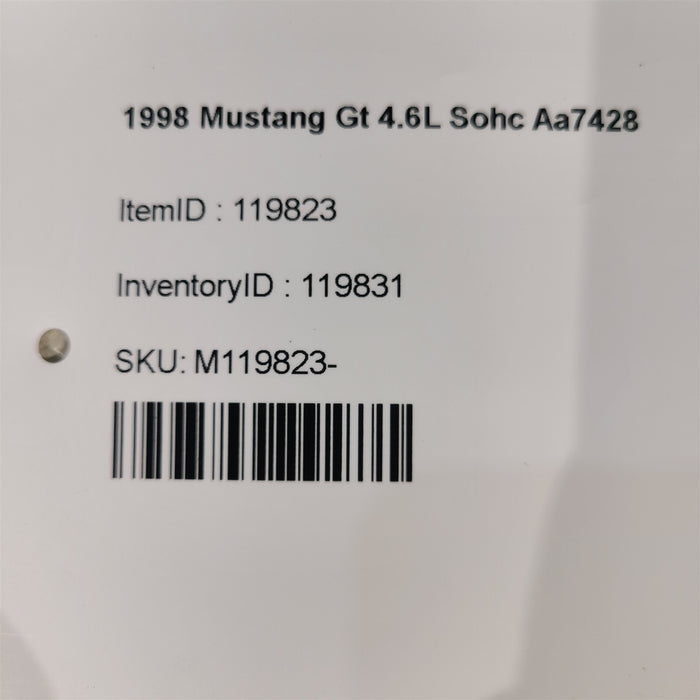 1998 Mustang Gt 4.6L Sohc Aa7428
ItemID : 119823
InventoryID : 119831
SKU: M119823-